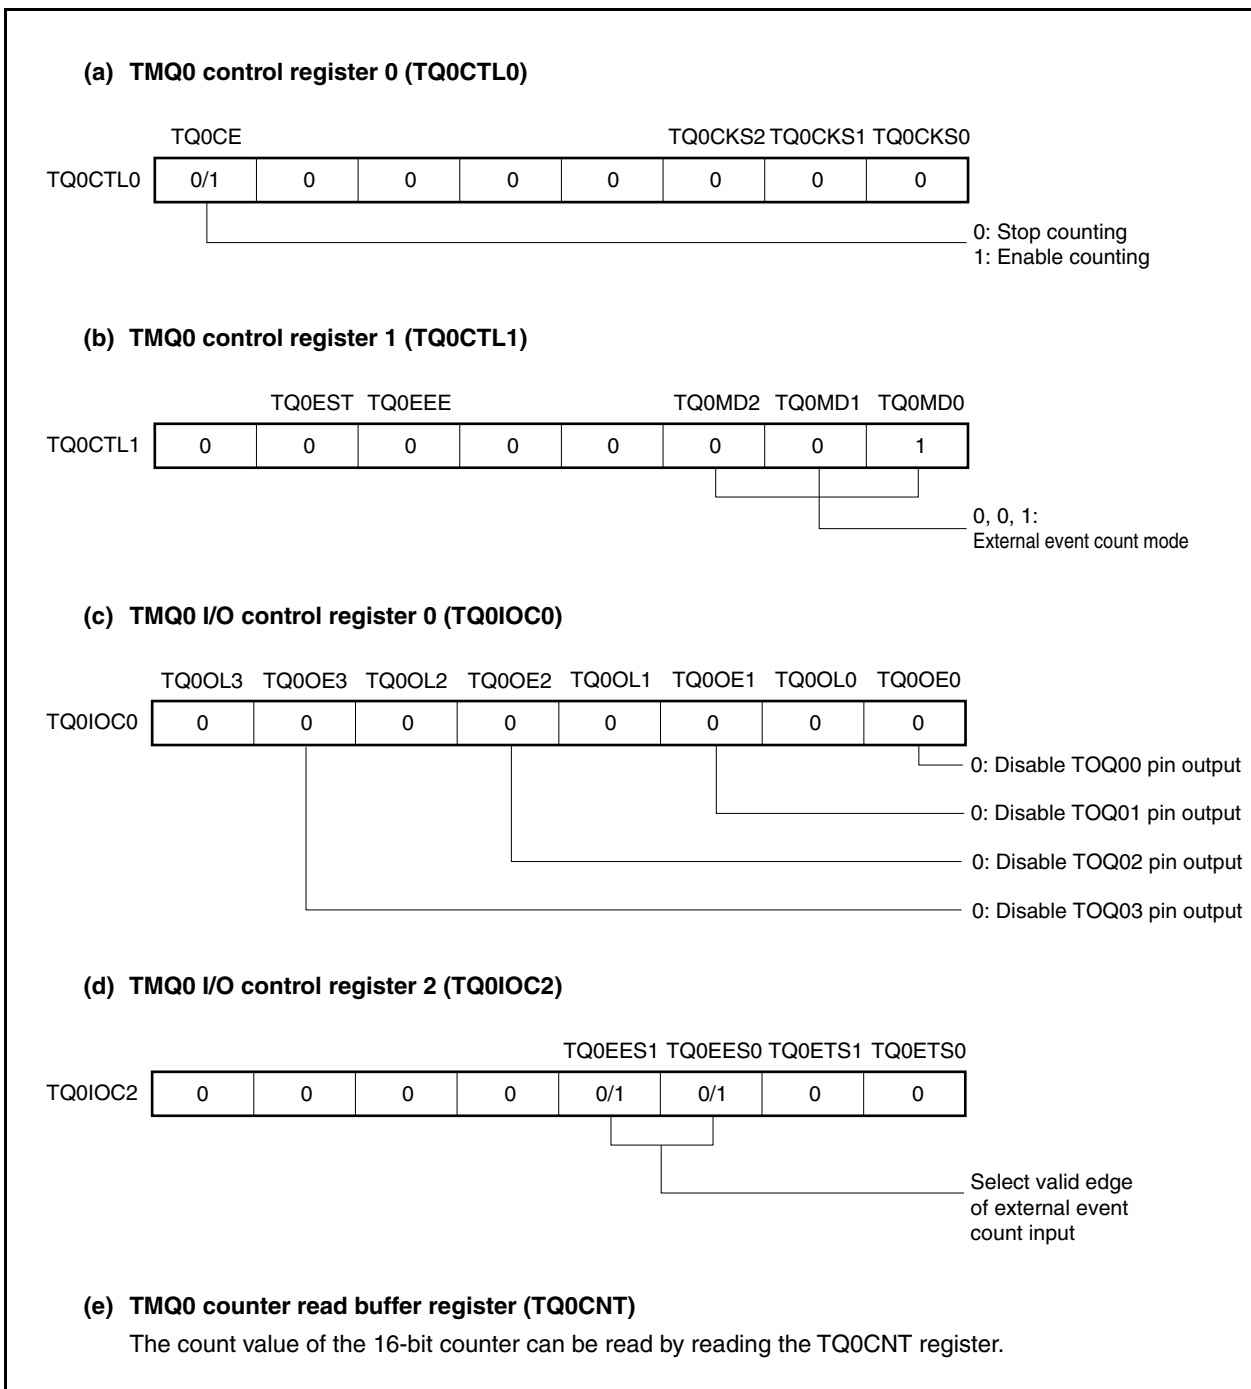 (a) TMQ0 control register 0 (TQ0CTL0)
TQ0CE TQ0CKS2 TQ0CKS1 TQ0CKS0
TQ0CTL0 0/1 0 0 0 0 0 0 0
0: Stop counting
1: Enable counting
(b) TMQ0 control register 1 (TQ0CTL1)
TQ0EST TQ0EEE TQ0MD2 TQ0MD1 TQ0MD0
TQ0CTL1 0 0 0 0 0 0 0 1
0, 0, 1:
External event count mode
(c) TMQ0 I/O control register 0 (TQ0IOC0)
TQ0OL3 TQ0OE3 TQ0OL2 TQ0OE2 TQ0OL1 TQ0OE1 TQ0OL0 TQ0OE0
TQ0IOC0 0 0 0 0 0 0 0 0
0: Disable TOQ00 pin output
0: Disable TOQ01 pin output
0: Disable TOQ02 pin output
0: Disable TOQ03 pin output
(d) TMQ0 I/O control register 2 (TQ0IOC2)
TQ0EES1 TQ0EES0 TQ0ETS1 TQ0ETS0
TQ0IOC2 0 0 0 0 0/1 0/1 0 0
Select valid edge
of external event
count input
(e) TMQ0 counter read buffer register (TQ0CNT)
The count value of the 16-bit counter can be read by reading the TQ0CNT register.